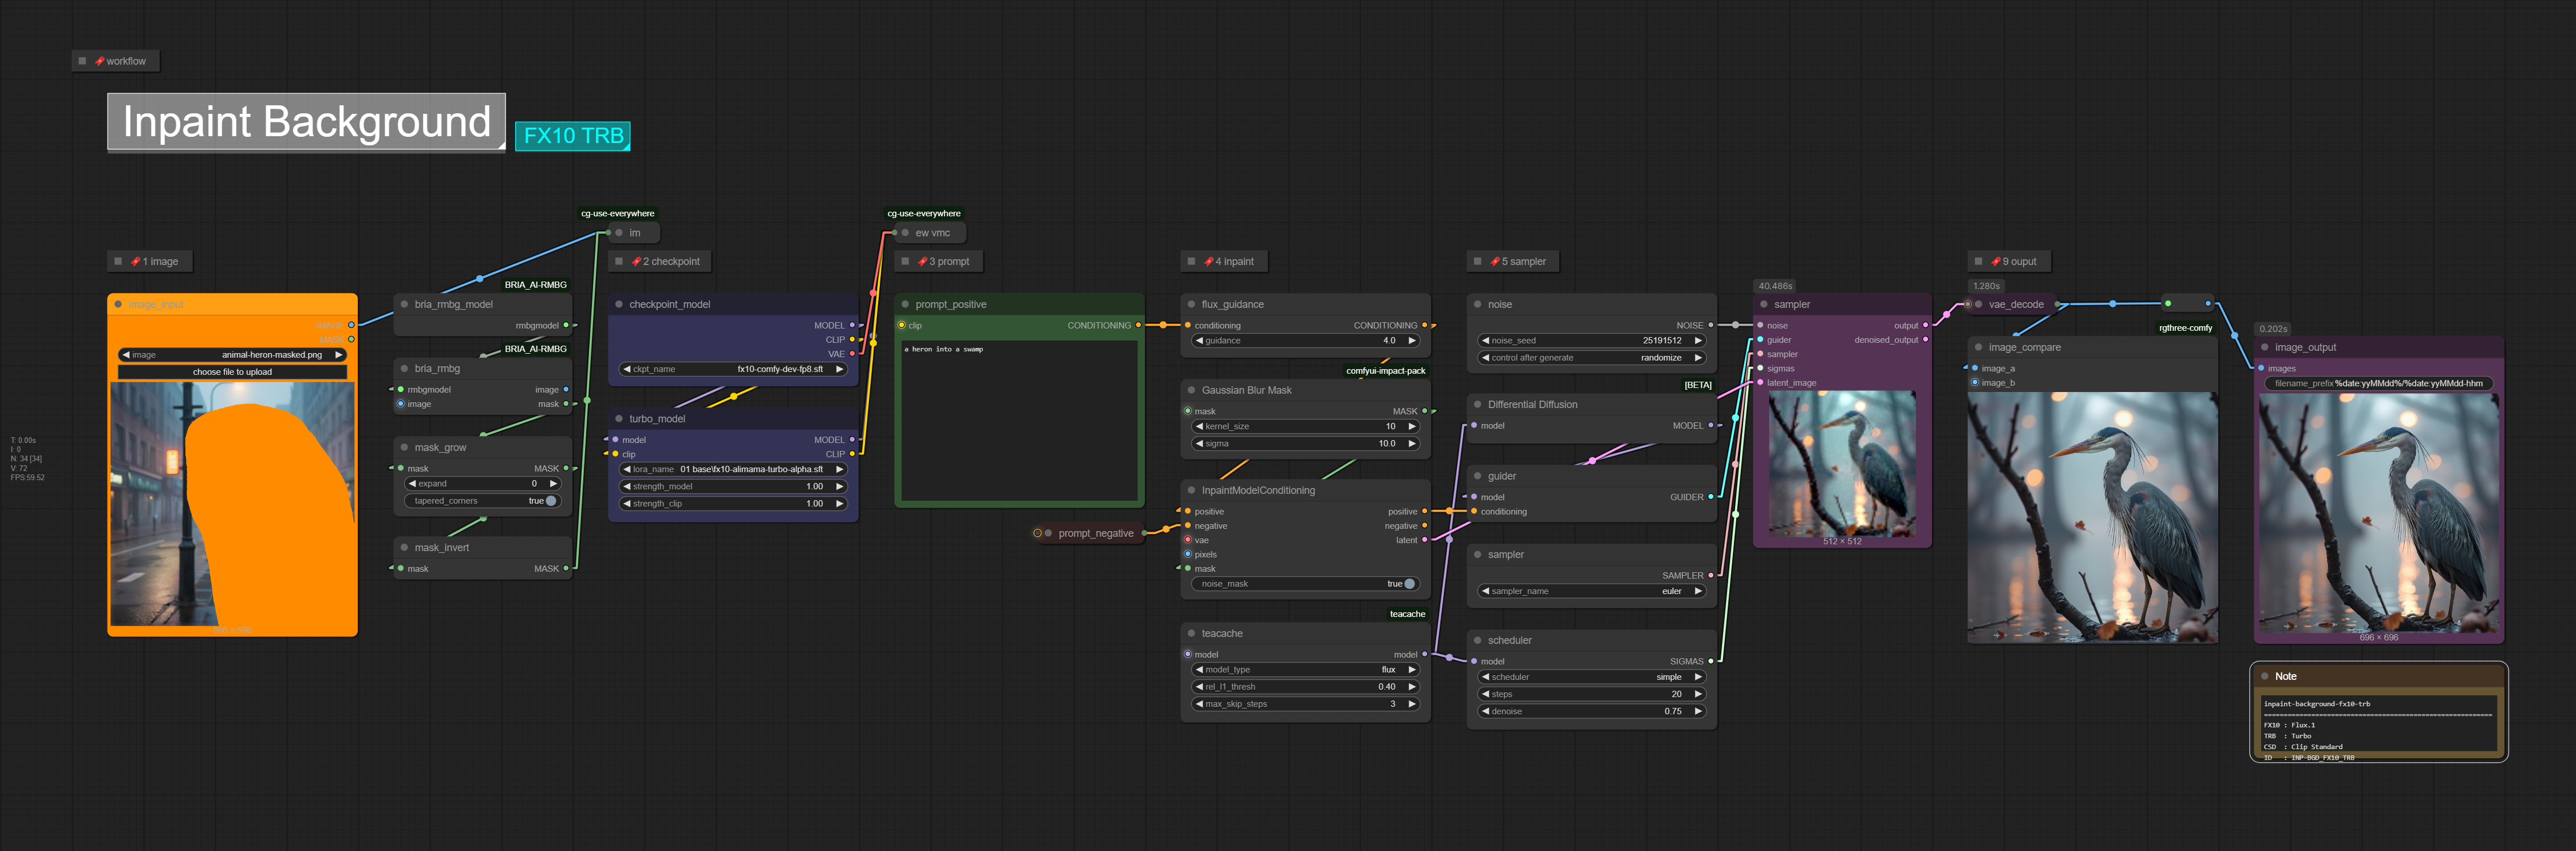 workflow
Inpaint Background
FX10 TRB
cg-use-everywhere
im
cg-use-everywhere
ew vmc
1 image
2 checkpoint
3 prompt
4 inpaint
5 sampler
9 ouput
image_input
IMAGE
MASK
image animal-heron-masked.png
choose file to upload
BRIA_AI-RMBG
bria_rmbg_model
rmbgmodel
BRIA_AI-RMBG
bria_rmbg
rmbgmodel image
image mask
mask_grow
mask MASK
expand 0
tapered_corners true
mask_invert
mask MASK
checkpoint_model
MODEL
CLIP
VAE
ckpt_name fx10-comfy-dev-fp8.sft
turbo_model
model MODEL
clip CLIP
lora_name 01 base\fx10-alimama-turbo-alpha.sft
strength_model 1.00
strength_clip 1.00
prompt_positive
clip CONDITIONING
a heron into a swamp
prompt_negative
flux_guidance
conditioning CONDITIONING
guidance 4.0
comfyui-impact-pack
Gaussian Blur Mask
mask MASK
kernel_size 10
sigma 10.0
InpaintModelConditioning
positive positive
negative negative
vae latent
pixels
mask
noise_mask true
teacache
teacache
model model
model_type flux
rel_l1_thresh 0.40
max_skip_steps 3
noise
NOISE
noise_seed 25191512
control after generate randomize
[BETA]
Differential Diffusion
model MODEL
guider
model GUIDER
conditioning
sampler
SAMPLER
sampler_name euler
scheduler
model SIGMAS
scheduler simple
steps 20
denoise 0.75
40.486s
sampler
noise output
guider denoised_output
sampler
sigmas
latent_image
512 × 512
1.280s
vae_decode
rgthree-comfy
image_compare
image_a
image_b
0.202s
image_output
images
filename_prefix %date:yyMMdd%/%date:yyMMdd-hhm
696 × 696
Note
inpaint-background-fx10-trb
FX10 : Flux.1
TRB : Turbo
CSD : Clip Standard
ID : INP-BGD_FX10_TRB
T: 0.00s
I: 0
N: 34 [34]
V: 72
FPS:59.52